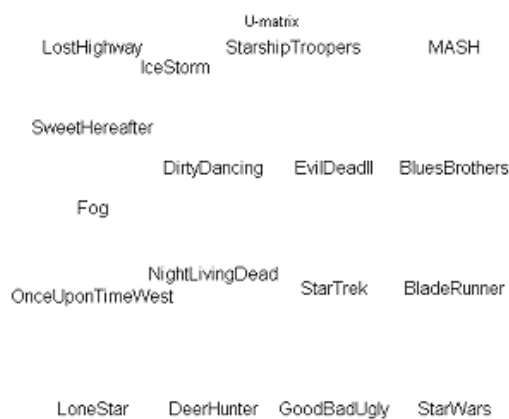 U-matrix
LostHighway StarshipTroopers MASH
IceStorm
SweetHereafter
DirtyDancing EvilDeadII BluesBrothers
Fog
NightLivingDead
OnceUponTimeWest StarTrek BladeRunner
LoneStar DeerHunter GoodBadUgly StarWars